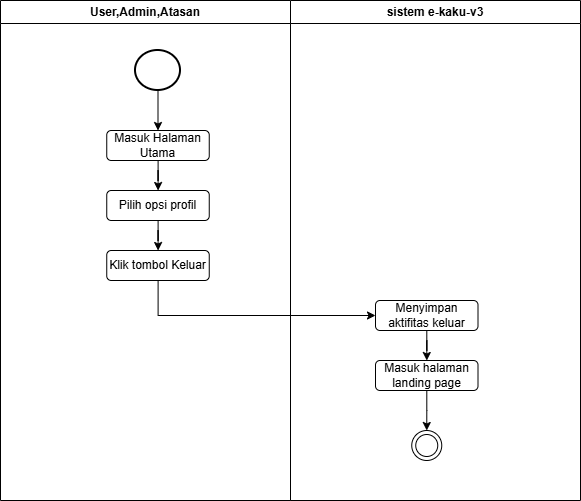 User,Admin,Atasan
sistem e-kaku-v3
Masuk Halaman
Utama
Pilih opsi profil
Klik tombol Keluar
Menyimpan
aktifitas keluar
Masuk halaman
landing page